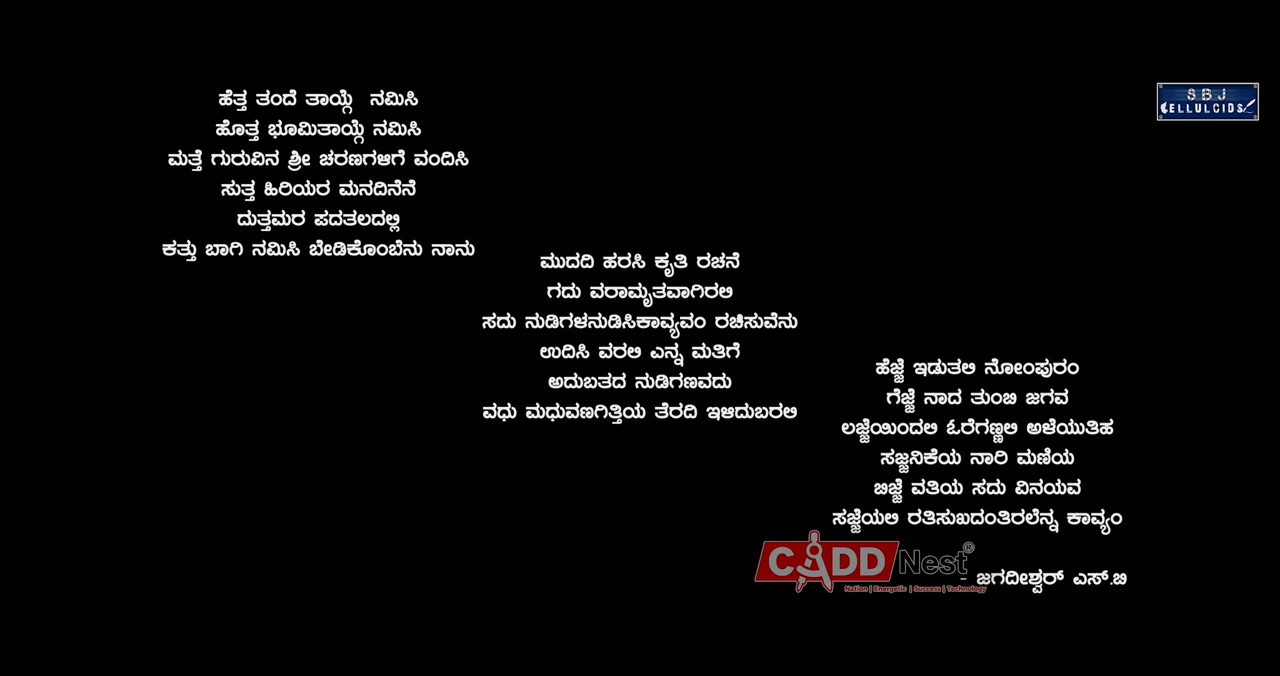 ಹೆತ್ತ ತಂದೆ ತಾಯ್ಗೆ ನಮಿಸಿ
ಹೊತ್ತ ಭೂಮಿತಾಯ್ಗೆ ನಮಿಸಿ
ಮತ್ತೆ ಗುರುವಿನ ಶ್ರೀ ಚರಣಗಳಿಗೆ ವಂದಿಸಿ
ಸುತ್ತ ಹಿರಿಯರ ಮನದಿನೆನೆ
ದುತ್ತಮರ ಪದತಲದಲ್ಲಿ
ಕತ್ತು ಬಾಗಿ ನಮಿಸಿ ಬೇಡಿಕೊಂಬೆನು ನಾನು
ಮುದದಿ ಹರಸಿ ಕೃತಿ ರಚನೆ
ಗದು ವರಾಮೃತವಾಗಿರಲಿ
ಸದು ನುಡಿಗಳನುಡಿಸಿಕಾವ್ಯವಂ ರಚಿಸುವೆನು
ಉದಿಸಿ ವರಲಿ ಎನ್ನ ಮತಿಗೆ
ಅದುಬತದ ನುಡಿಗಣವದು
ವಧು ಮಧುವಣಗಿತ್ತಿಯ ತೆರದಿ ಇಳಿದುಬರಲಿ
ಹೆಜ್ಜೆ ಇಡುತಲಿ ನೋಂಪುರಂ
ಗೆಜ್ಜೆ ನಾದ ತುಂಬಿ ಜಗವ
ಲಜ್ಜೆಯಿಂದಲಿ ಓರೆಗಣ್ಣಲಿ ಅಳೆಯುತಿಹ
ಸಜ್ಜನಿಕೆಯ ನಾರಿ ಮಣಿಯ
ಬಿಜ್ಜೆ ವತಿಯ ಸದು ವಿನಯವ
ಸಜ್ಜೆಯಲಿ ರತಿಸುಖದಂತಿರಲೆನ್ನ ಕಾವ್ಯಂ
- ಜಗದೀಶ್ವರ್ ಎಸ್.ಬಿ
SBJ
CELLULOIDS
CADD Nest®
Nation | Energetic | Success | Technology